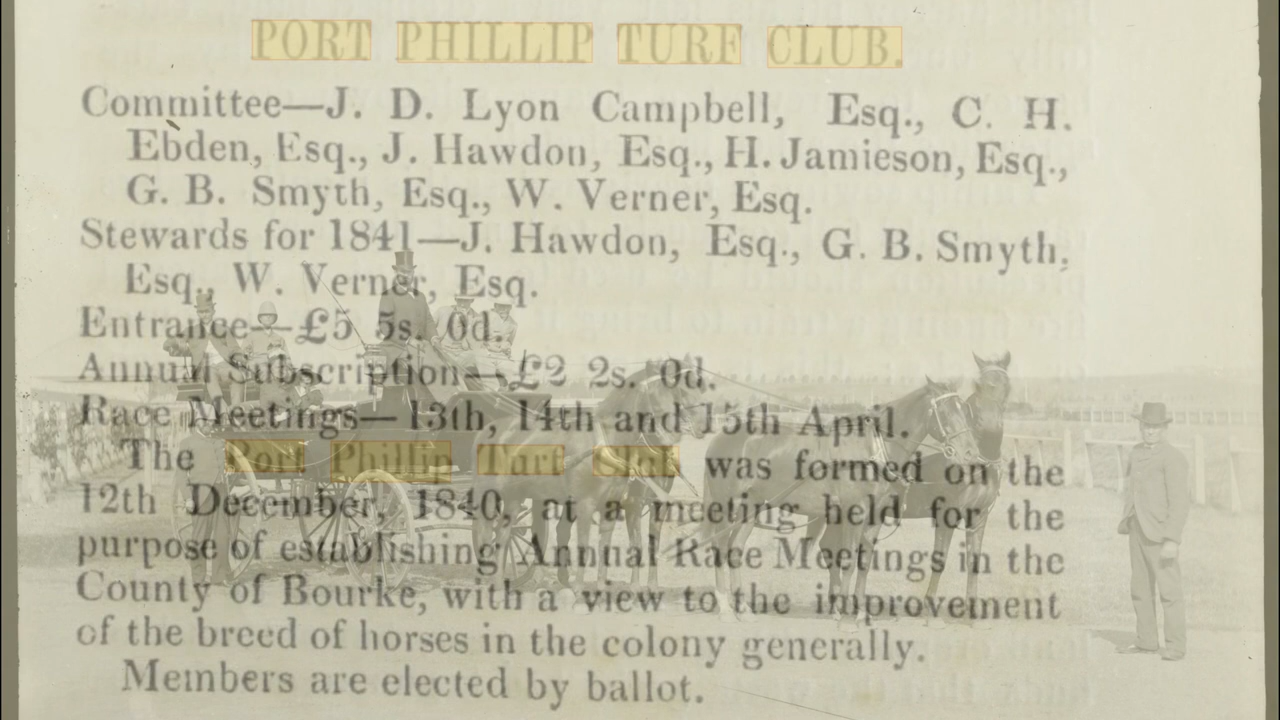 PORT PHILLIP TURF CLUB.
Committee—J. D. Lyon Campbell, Esq., C. H.
Ebden, Esq., J. Hawdon, Esq., H. Jamieson, Esq.,
G. B. Smyth, Esq., W. Verner, Esq.
Stewards for 1841—J. Hawdon, Esq., G. B. Smyth,
Esq., W. Verner, Esq.
Entrance—£5 5s. 0d.
Annual Subscription—£2 2s. 0d.
Race Meetings—13th, 14th and 15th April.
The Port Phillip Turf Club was formed on the
12th December, 1840, at a meeting held for the
purpose of establishing Annual Race Meetings in the
County of Bourke, with a view to the improvement
of the breed of horses in the colony generally.
Members are elected by ballot.